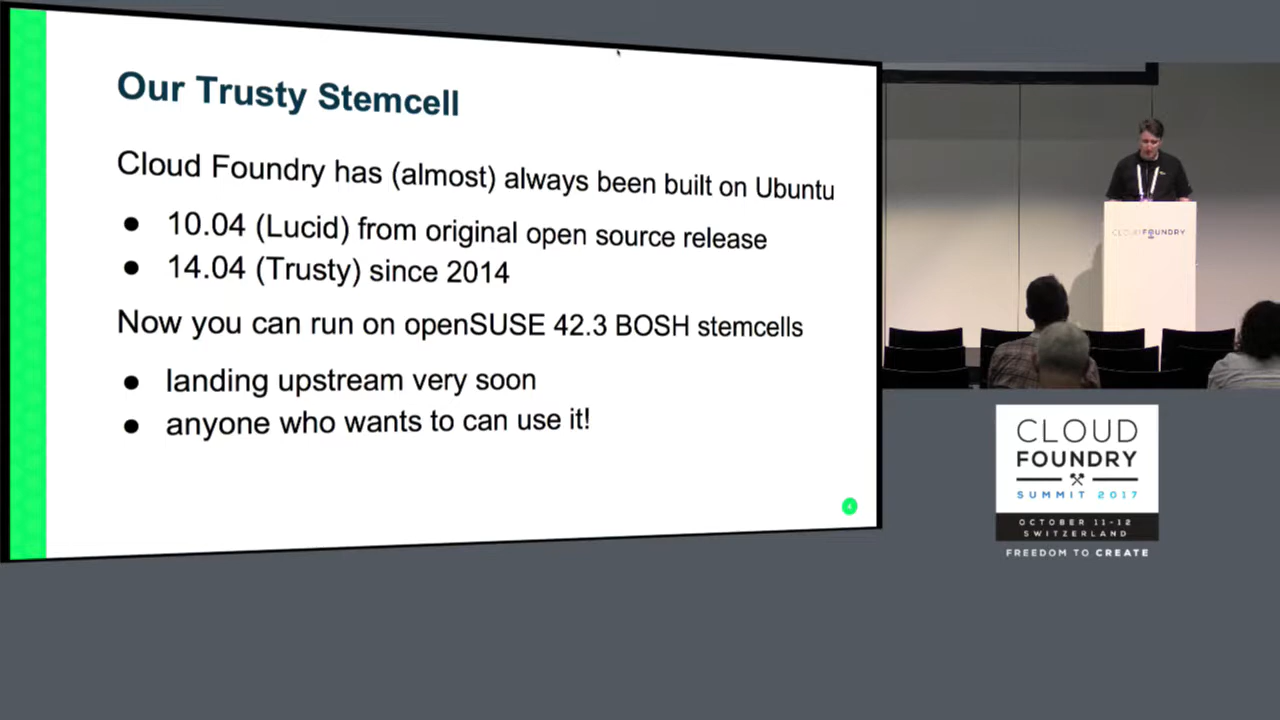 Our Trusty Stemcell
Cloud Foundry has (almost) always been built on Ubuntu
● 10.04 (Lucid) from original open source release
● 14.04 (Trusty) since 2014
Now you can run on openSUSE 42.3 BOSH stemcells
● landing upstream very soon
● anyone who wants to can use it!
4
CLOUD FOUNDRY
CLOUD
FOUNDRY
SUMMIT 2017
OCTOBER 11-12
SWITZERLAND
FREEDOM TO CREATE